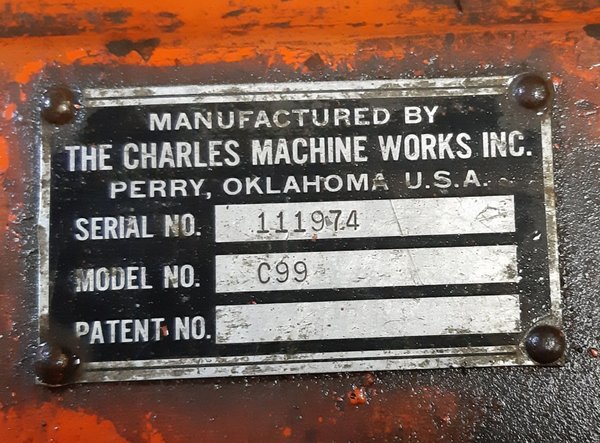 MANUFACTURED BY
THE CHARLES MACHINE WORKS INC.
PERRY, OKLAHOMA U.S.A.
SERIAL NO. 111974
MODEL NO. C99
PATENT NO.